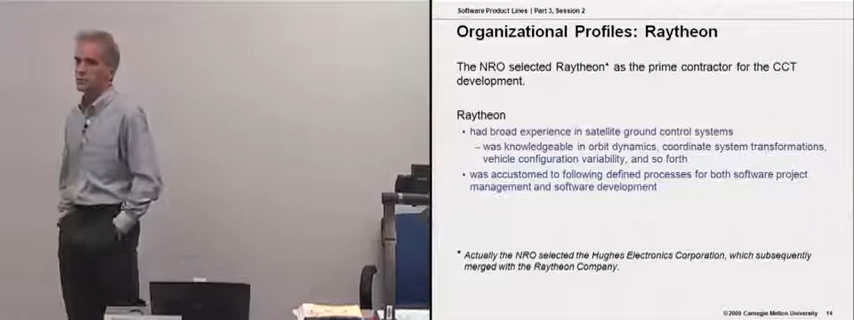 Software Product Lines | Part 3, Session 2
Organizational Profiles: Raytheon
The NRO selected Raytheon* as the prime contractor for the CCT
development.
Raytheon
• had broad experience in satellite ground control systems
– was knowledgeable in orbit dynamics, coordinate system transformations,
vehicle configuration variability, and so forth
• was accustomed to following defined processes for both software project
management and software development
* Actually the NRO selected the Hughes Electronics Corporation, which subsequently
merged with the Raytheon Company.
© 2009 Carnegie Mellon University 14